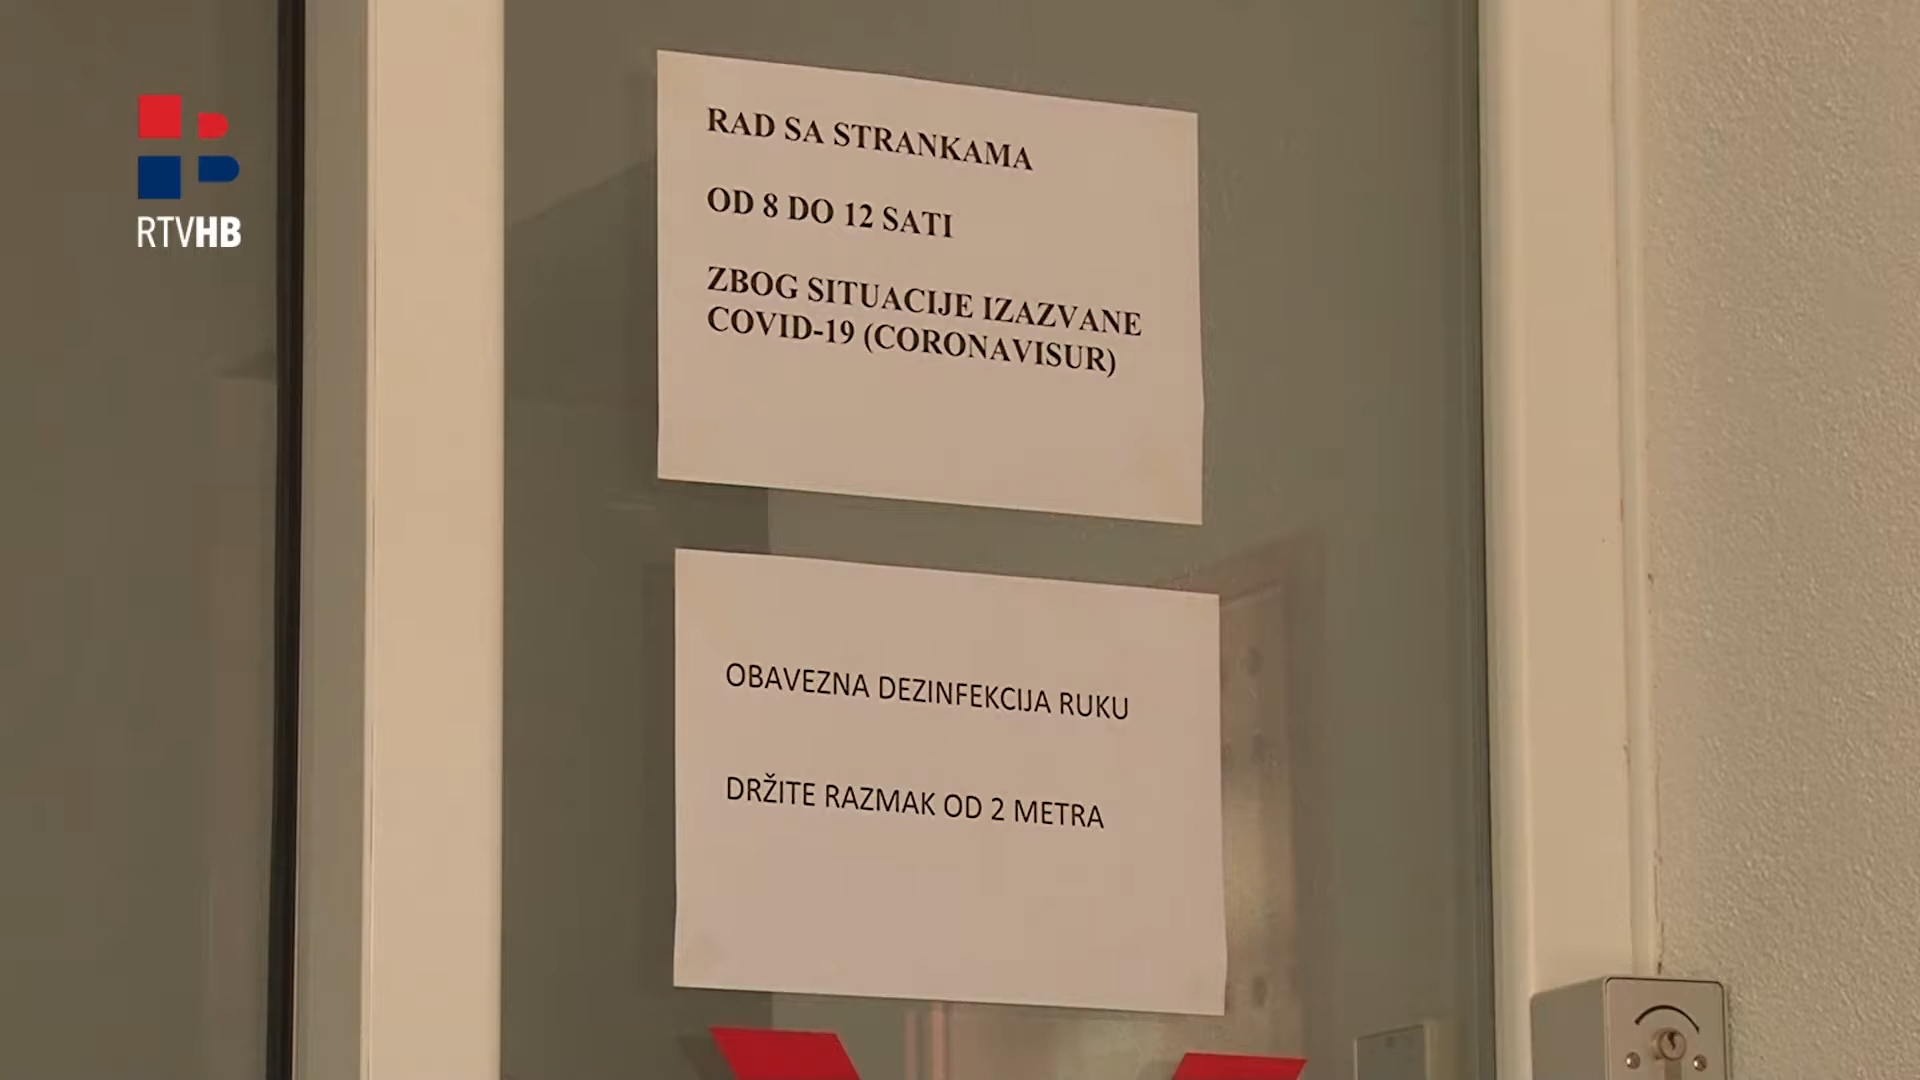 RTVHB
RAD SA STRANKAMA
OD 8 DO 12 SATI
ZBOG SITUACIJE IZAZVANE
COVID-19 (CORONAVISUR)
OBAVEZNA DEZINFEKCIJA RUKU
DRŽITE RAZMAK OD 2 METRA